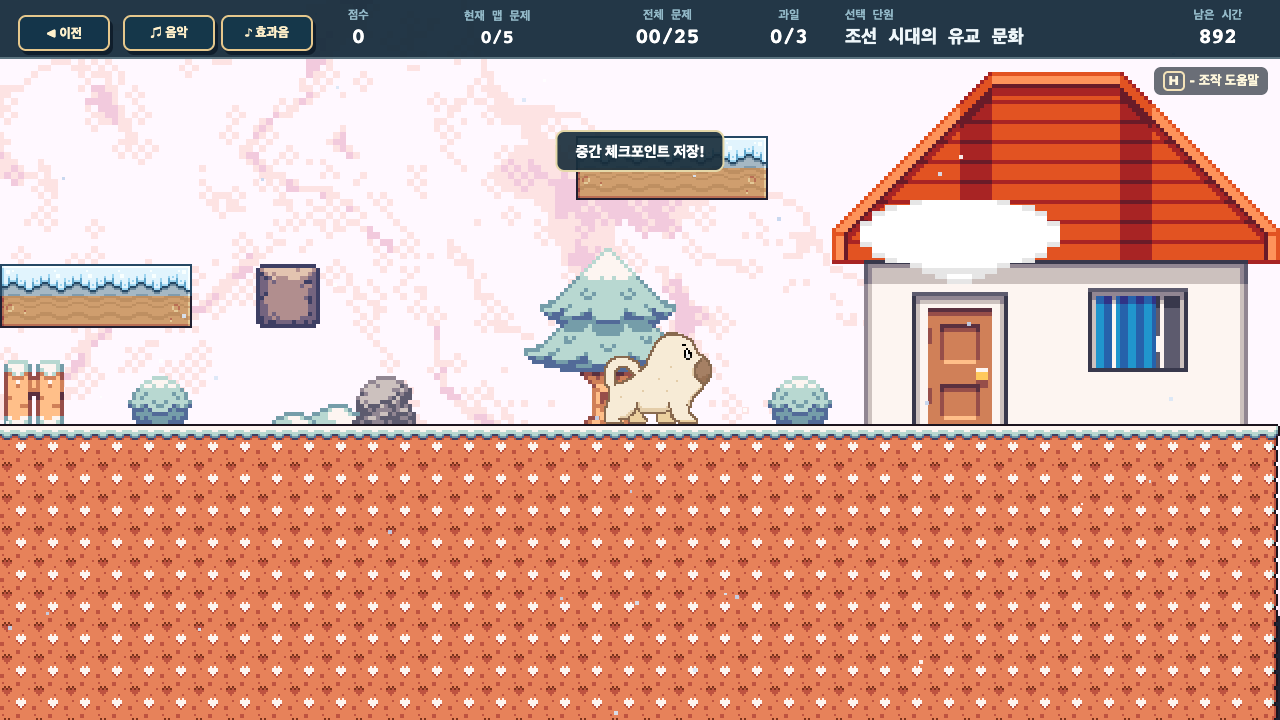 ◀ 이전
♫ 음악
♪ 효과음
점수
0
현재 맵 문제
0/5
전체 문제
00/25
과일
0/3
선택 단원
조선 시대의 유교 문화
남은 시간
892
H - 조작 도움말
중간 체크포인트 저장!